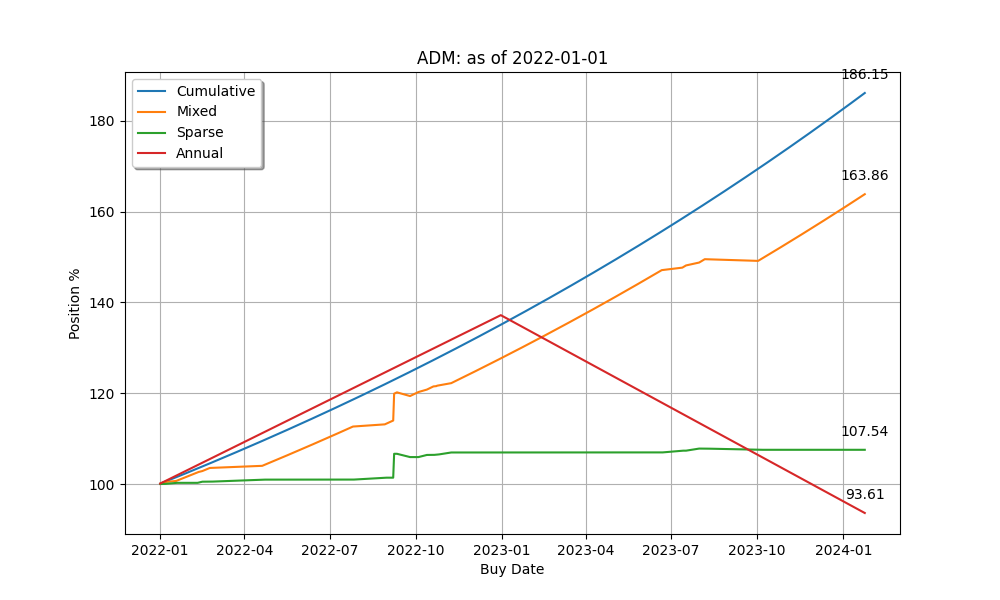 ADM: as of 2022-01-01
Cumulative
Mixed
Sparse
Annual
186.15
163.86
107.54
93.61
Position %
180
160
140
120
100
2022-01 2022-04 2022-07 2022-10 2023-01 2023-04 2023-07 2023-10 2024-01
Buy Date